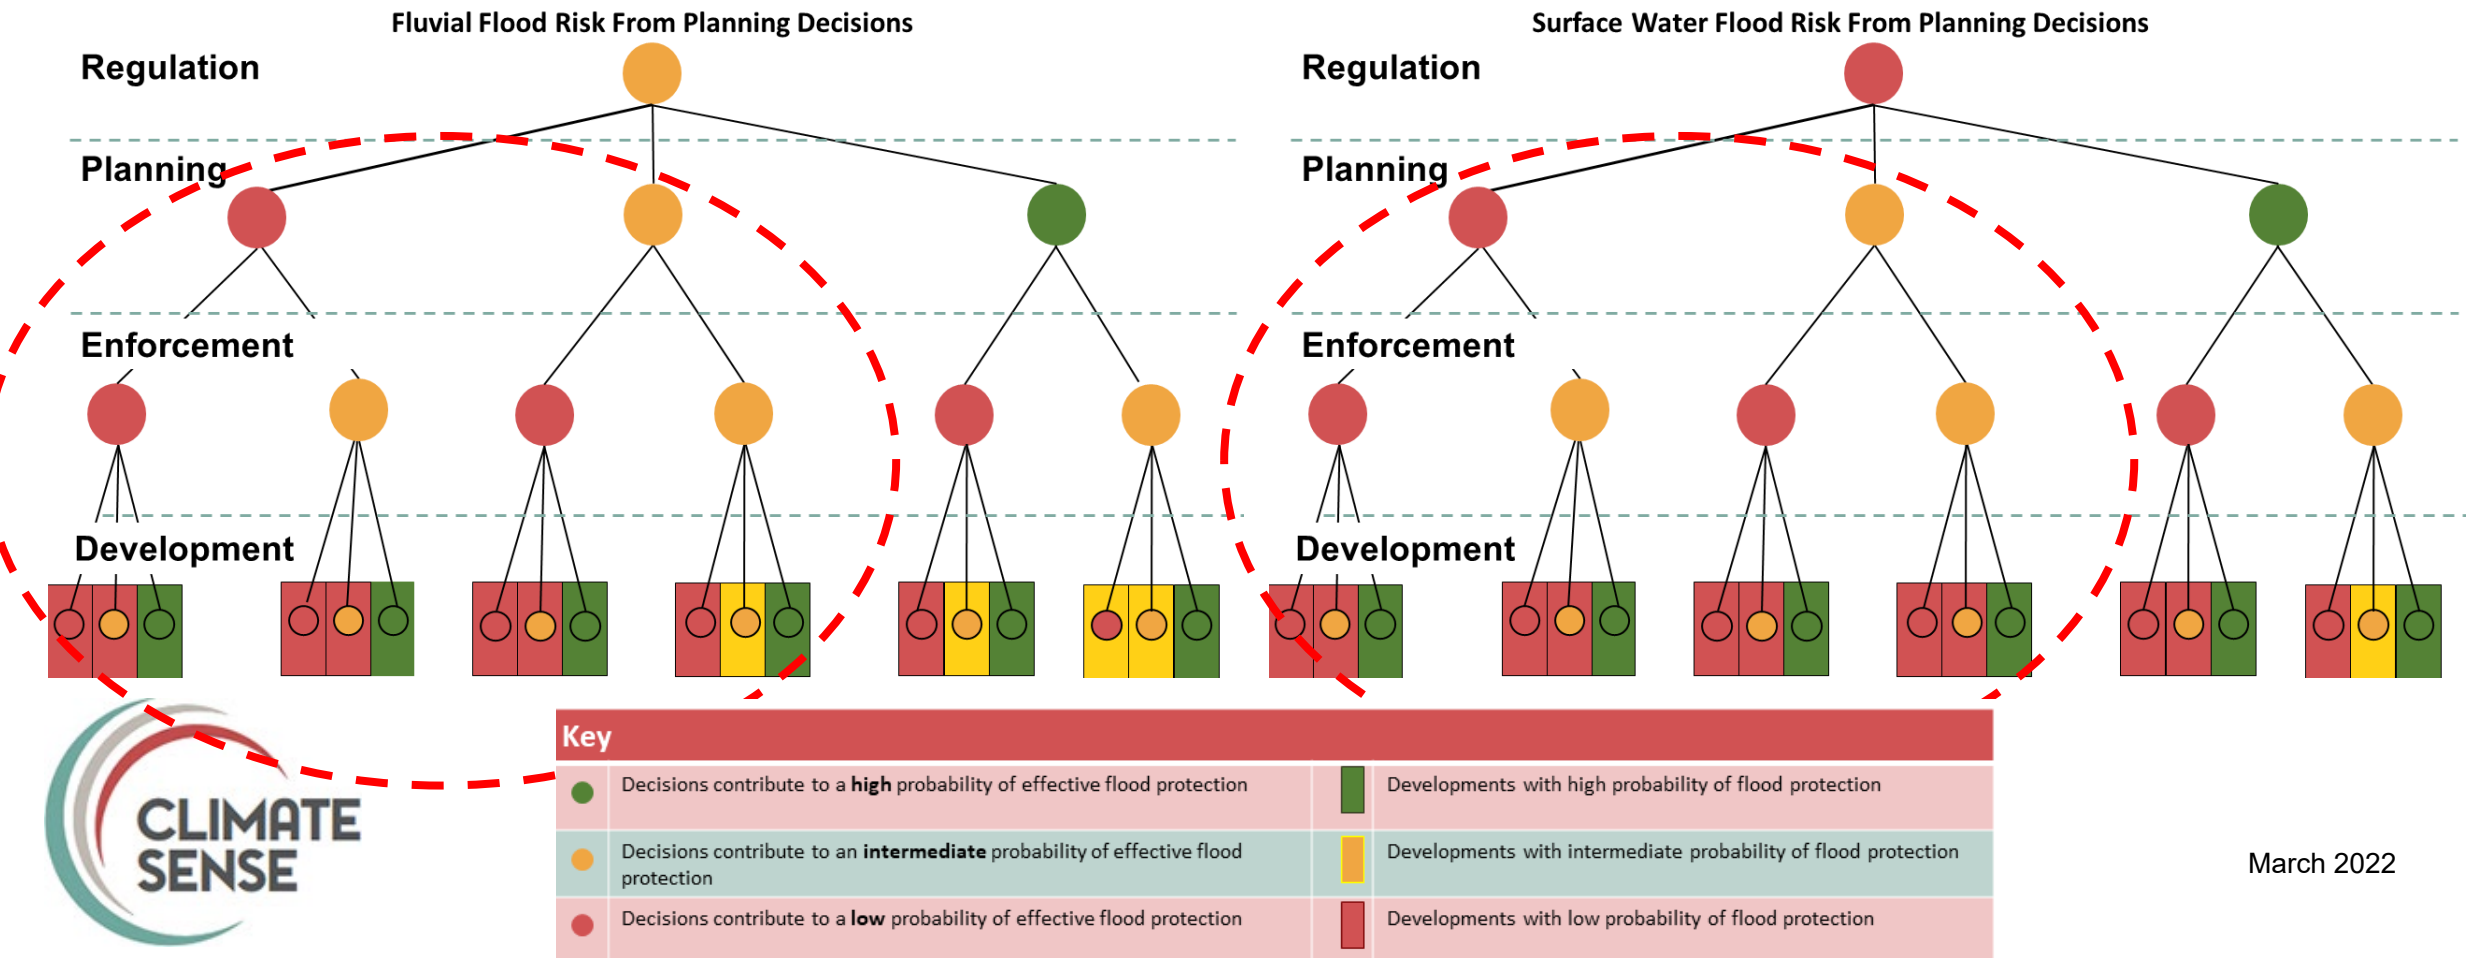 Fluvial Flood Risk From Planning Decisions
Regulation
Planning
Enforcement
Development
Surface Water Flood Risk From Planning Decisions
Regulation
Planning
Enforcement
Development
CLIMATE
SENSE
Key
Decisions contribute to a high probability of effective flood protection
Developments with high probability of flood protection
Decisions contribute to an intermediate probability of effective flood
protection
Developments with intermediate probability of flood protection
Decisions contribute to a low probability of effective flood protection
Developments with low probability of flood protection
March 2022